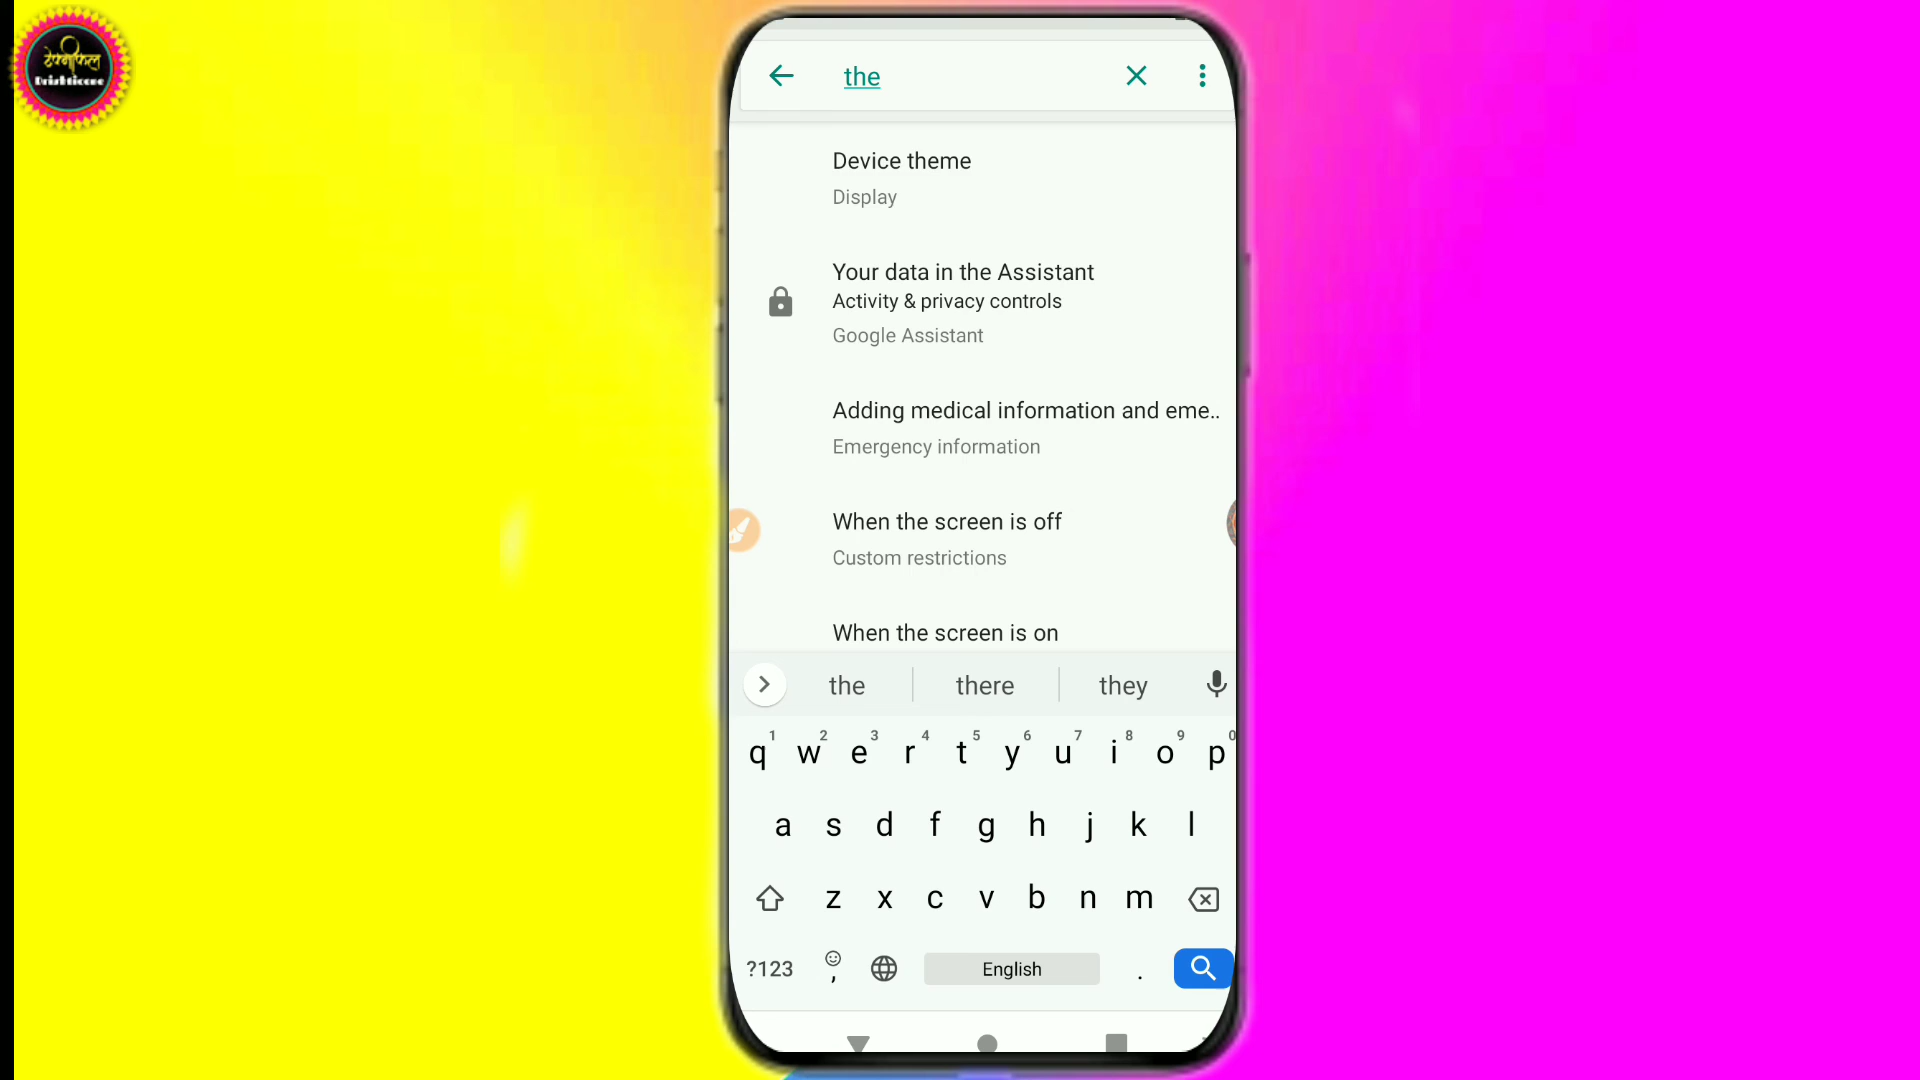 Drishticone
the
Device theme
Display
Your data in the Assistant
Activity & privacy controls
Google Assistant
Adding medical information and eme..
Emergency information
When the screen is off
Custom restrictions
When the screen is on
the there they
1 2 3 4 5 6 7 8 9 0
q w e r t y u i o p
a s d f g h j k l
z x c v b n m
?123 , English .